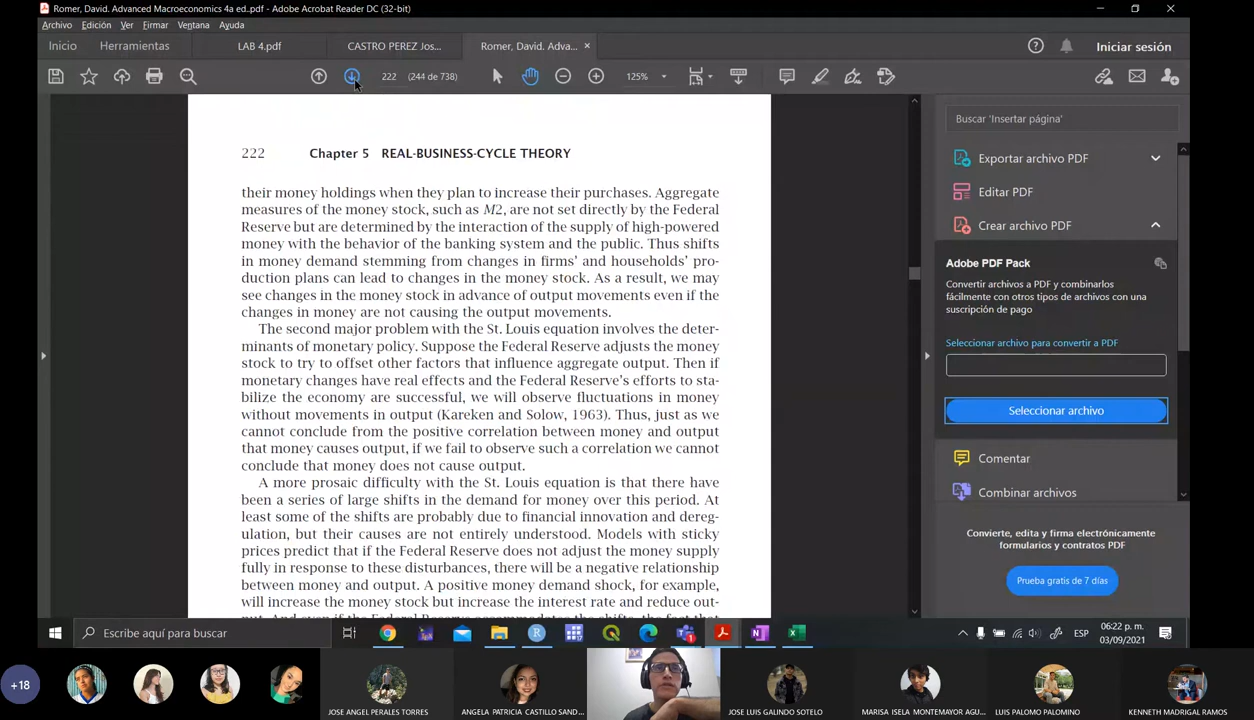 Romer, David. Advanced Macroeconomics 4a ed..pdf - Adobe Acrobat Reader DC (32-bit)
Archivo Edición Ver Firmar Ventana Ayuda
Inicio Herramientas LAB 4.pdf CASTRO PEREZ Jos... Romer, David. Adva... × Iniciar sesión
222 (244 de 738) 125%
222 Chapter 5 REAL-BUSINESS-CYCLE THEORY
their money holdings when they plan to increase their purchases. Aggregate
measures of the money stock, such as M2, are not set directly by the Federal
Reserve but are determined by the interaction of the supply of high-powered
money with the behavior of the banking system and the public. Thus shifts
in money demand stemming from changes in firms' and households' pro-
duction plans can lead to changes in the money stock. As a result, we may
see changes in the money stock in advance of output movements even if the
changes in money are not causing the output movements.
The second major problem with the St. Louis equation involves the deter-
minants of monetary policy. Suppose the Federal Reserve adjusts the money
stock to try to offset other factors that influence aggregate output. Then if
monetary changes have real effects and the Federal Reserve's efforts to sta-
bilize the economy are successful, we will observe fluctuations in money
without movements in output (Kareken and Solow, 1963). Thus, just as we
cannot conclude from the positive correlation between money and output
that money causes output, if we fail to observe such a correlation we cannot
conclude that money does not cause output.
A more prosaic difficulty with the St. Louis equation is that there have
been a series of large shifts in the demand for money over this period. At
least some of the shifts are probably due to financial innovation and dereg-
ulation, but their causes are not entirely understood. Models with sticky
prices predict that if the Federal Reserve does not adjust the money supply
fully in response to these disturbances, there will be a negative relationship
between money and output. A positive money demand shock, for example,
will increase the money stock but increase the interest rate and reduce out-
Buscar 'Insertar página'
Exportar archivo PDF
Editar PDF
Crear archivo PDF
Adobe PDF Pack
Convertir archivos a PDF y combinarlos
fácilmente con otros tipos de archivos con una
suscripción de pago
Seleccionar archivo para convertir a PDF
Seleccionar archivo
Comentar
Combinar archivos
Convierte, edita y firma electrónicamente
formularios y contratos PDF
Prueba gratis de 7 días
Escribe aquí para buscar
ESP
06:22 p. m.
03/09/2021
+18
JOSE ANGEL PERALES TORRES
ANGELA PATRICIA CASTILLO SAND...
JOSE LUIS GALINDO SOTELO
MARISA ISELA MONTEMAYOR AGU...
LUIS PALOMO PALOMINO
KENNETH MADRIGAL RAMOS